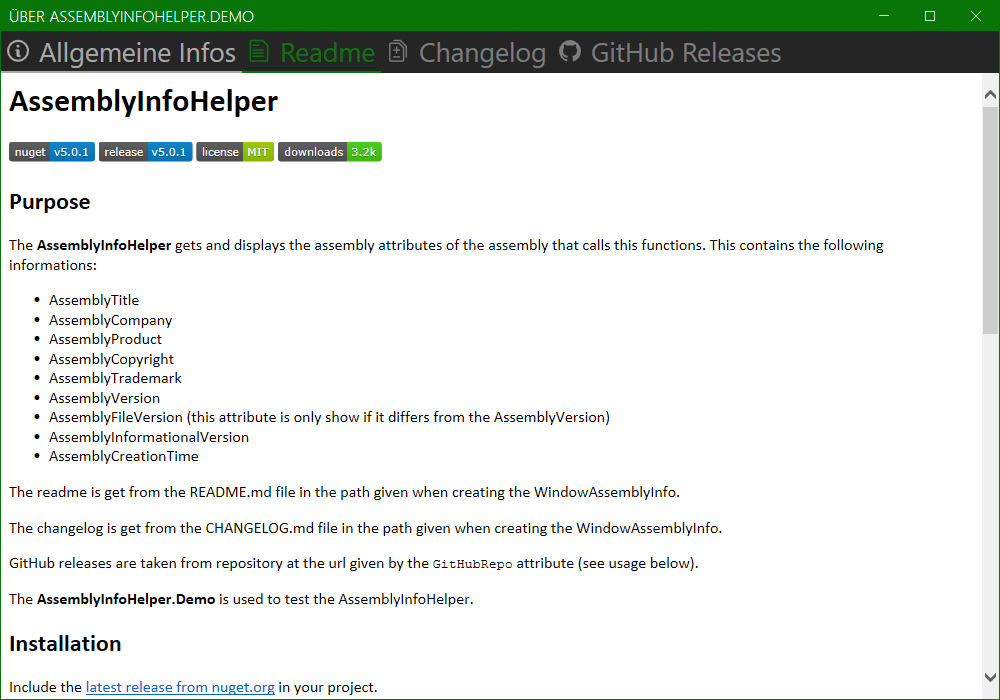 ÜBER ASSEMBLYINFOHELPER.DEMO
Allgemeine Infos Readme Changelog GitHub Releases
AssemblyInfoHelper
nuget v5.0.1 release v5.0.1 license MIT downloads 3.2k
Purpose
The AssemblyInfoHelper gets and displays the assembly attributes of the assembly that calls this functions. This contains the following
informations:
• AssemblyTitle
• AssemblyCompany
• AssemblyProduct
• AssemblyCopyright
• AssemblyTrademark
• AssemblyVersion
• AssemblyFileVersion (this attribute is only show if it differs from the AssemblyVersion)
• AssemblyInformationalVersion
• AssemblyCreationTime
The readme is get from the README.md file in the path given when creating the WindowAssemblyInfo.
The changelog is get from the CHANGELOG.md file in the path given when creating the WindowAssemblyInfo.
GitHub releases are taken from repository at the url given by the GitHubRepo attribute (see usage below).
The AssemblyInfoHelper.Demo is used to test the AssemblyInfoHelper.
Installation
Include the latest release from nuget.org in your project.